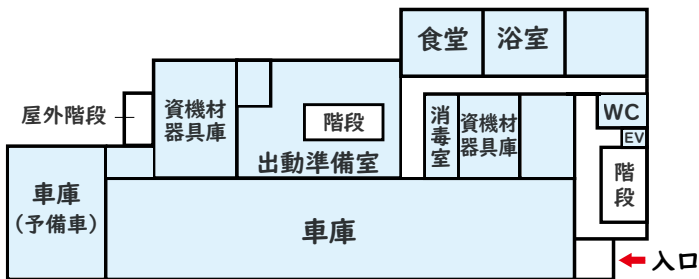 食堂
浴室
屋外階段
資機材
器具庫
階段
出動準備室
消毒室
資機材
器具庫
WC
EV
階段
車庫
(予備車)
車庫
入口